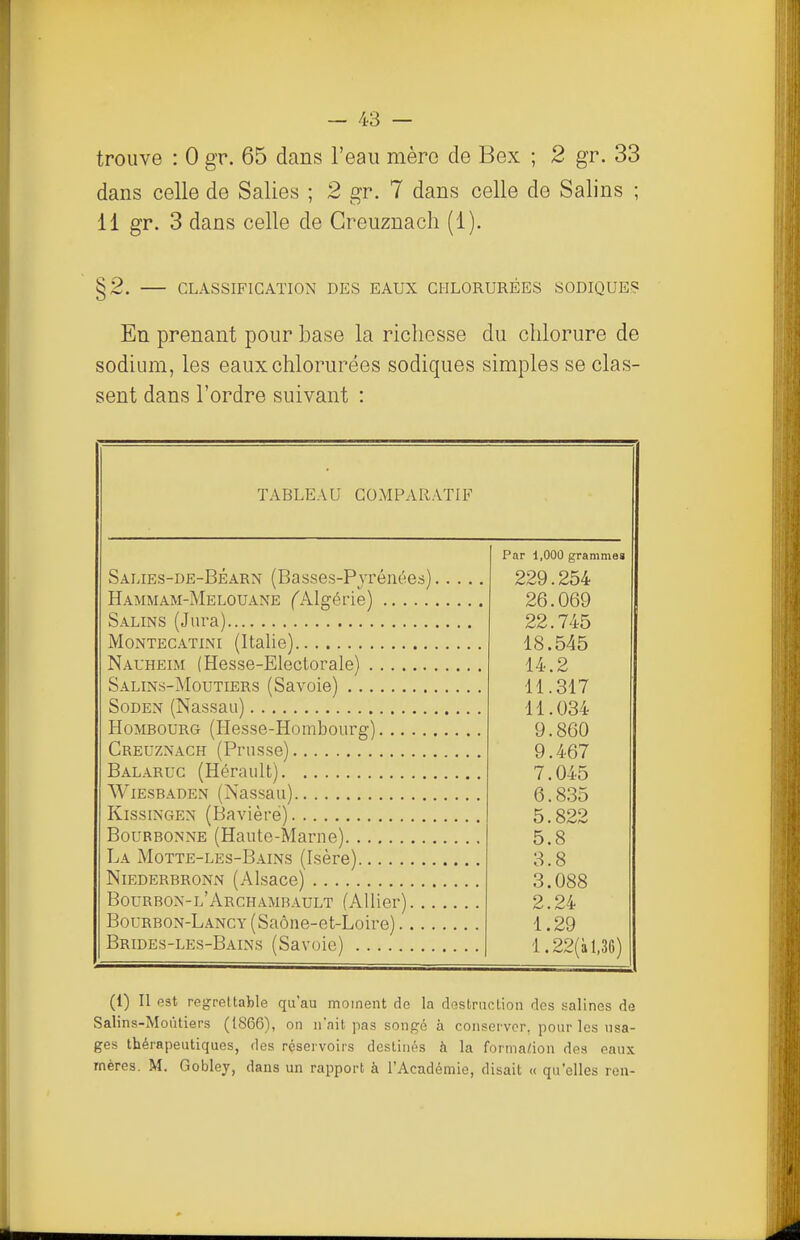 — 43 —
trouve : 0 gr. 65 dans l'eau mère de Bex ; 2 gr. 33
dans celle de Salies ; 2 gr. 7 dans celle de Salins ;
11 gr. 3 dans celle de Creuznach (1).
§2. — CLASSIFICATION DES EAUX CHLORURÉES SODIQUES
En prenant pour base la richesse du chlorure de
sodium, les eaux chlorurées sodiques simples se clas-
sent dans l'ordre suivant :
TABLEAU COMPARATIF
Par 1,000 grammes
SALIES-DE-BÉARN (Basses-Pyrénées)..... 229.254
HAMMAM-MELOUANE (Algérie) .......... 26.069
SALINS (Jura)...................... 22.745
MONTECATINI (Italie)................. 18.545
NAUHEIM (Hesse-Electorale) ........... 14.2
SALINS-MOUTIERS (Savoie) ............. 11.317
SODEN (Nassau)...................... 11.034
HOMBOURG (Hesse-Hombourg).......... 9.860
CREUZNACH (Prusse).................. 9.467
BALARUC (Hérault). .................. 7.045
WIESBADEN (Nassau).................. 6.835
KISSINGEN (Bavière).................. 5.822
BOURBONNE (Haute-Marne)............. 5.8
LA MOTTE-LES-BAINS (Isère)............ 3.8
NIEDERBRONN (Alsace) ................ 3.088
BOURBON-L'ARCHAMBAULT (Allier)....... 2.24
BOURBON-LANCY (Saône-et-Loire)........ 1.29
BRIDES-LES-BAINS (Savoie) ............ 1.22(à1,36)
(1) Il est regrettable qu'au moment de la destruction des salines de
Salins-Moûtiers (1866), on n'ait pas songé à conserver, pour les usa-
ges thérapeutiques, des réservoirs destinés à la formation des eaux
mères. M. Gobley, dans un rapport à l'Académie, disait « qu'elles ren-